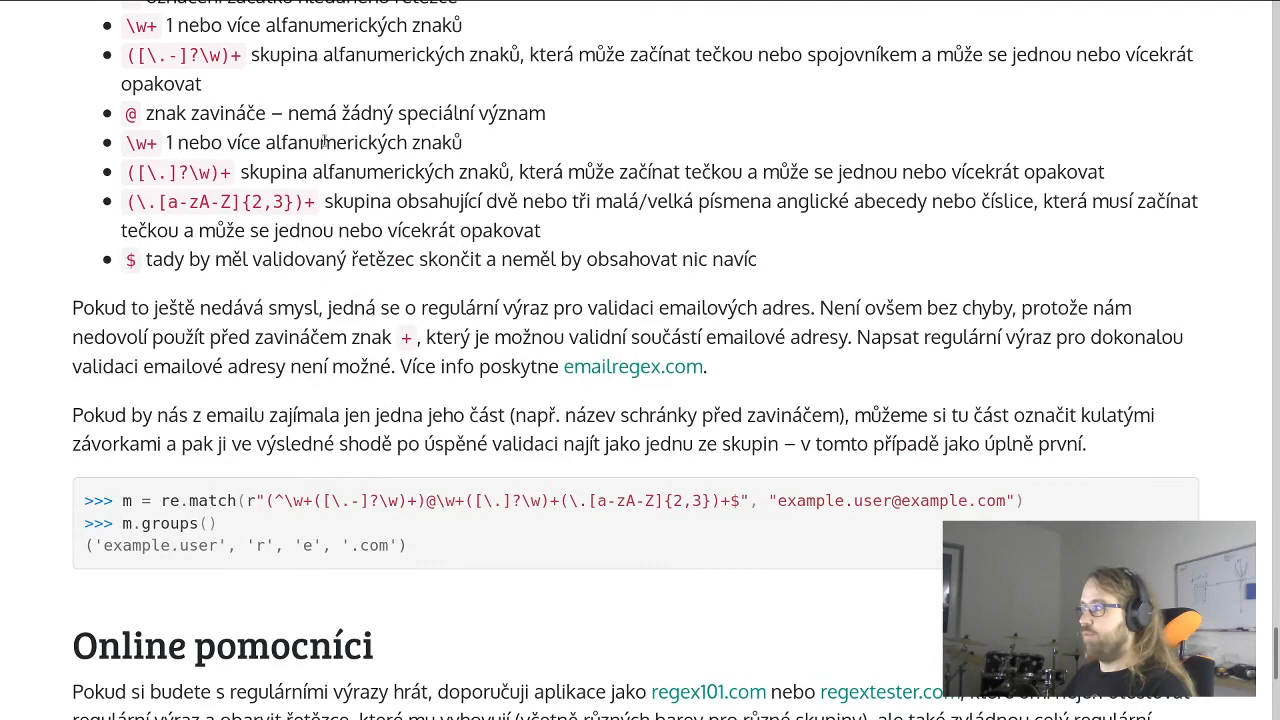 \w+ 1 nebo více alfanumerických znaků
([\.-]?\w)+ skupina alfanumerických znaků, která může začínat tečkou nebo spojovníkem a může se jednou nebo vícekrát
opakovat
@ znak zavináče – nemá žádný speciální význam
\w+ 1 nebo více alfanumerických znaků
([\.]?\w)+ skupina alfanumerických znaků, která může začínat tečkou a může se jednou nebo vícekrát opakovat
(\.[a-zA-Z]{2,3})+ skupina obsahující dvě nebo tři malá/velká písmena anglické abecedy nebo číslice, která musí začínat
tečkou a může se jednou nebo vícekrát opakovat
$ tady by měl validovaný řetězec skončit a neměl by obsahovat nic navíc
Pokud to ještě nedává smysl, jedná se o regulární výraz pro validaci emailových adres. Není ovšem bez chyby, protože nám
nedovolí použít před zavináčem znak +, který je možnou validní součástí emailové adresy. Napsat regulární výraz pro dokonalou
validaci emailové adresy není možné. Více info poskytne emailregex.com.
Pokud by nás z emailu zajímala jen jedna jeho část (např. název schránky před zavináčem), můžeme si tu část označit kulatými
závorkami a pak ji ve výsledné shodě po úspěné validaci najít jako jednu ze skupin – v tomto případě jako úplně první.
>>> m = re.match(r"(^\w+([\.-]?\w)+)@\w+([\.]?\w)+(\.[a-zA-Z]{2,3})+$", "example.user@example.com")
>>> m.groups()
('example.user', 'r', 'e', '.com')
Online pomocníci
Pokud si budete s regulárními výrazy hrát, doporučuji aplikace jako regex101.com nebo